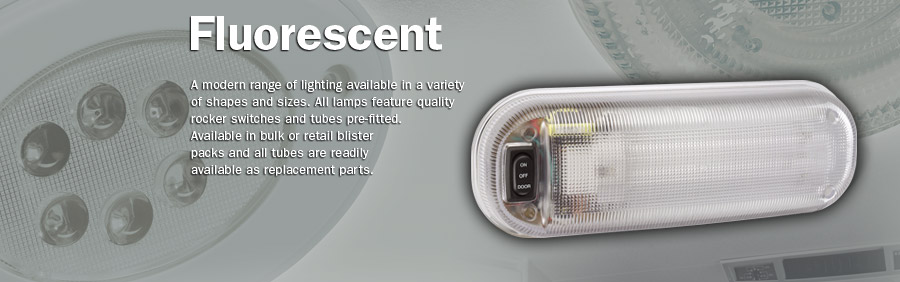 Fluorescent
A modern range of lighting available in a variety
of shapes and sizes. All lamps feature quality
rocker switches and tubes pre-fitted.
Available in bulk or retail blister
packs and all tubes are readily
available as replacement parts.
ON
OFF
DOOR